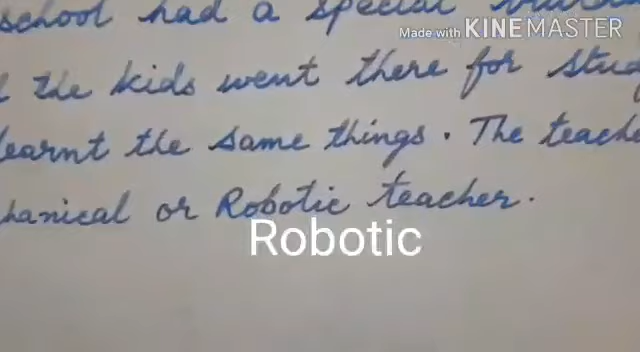 school had a special
Made with KINEMASTER
the kids went there for
learnt the same things. The
or Robotic teacher.
Robotic